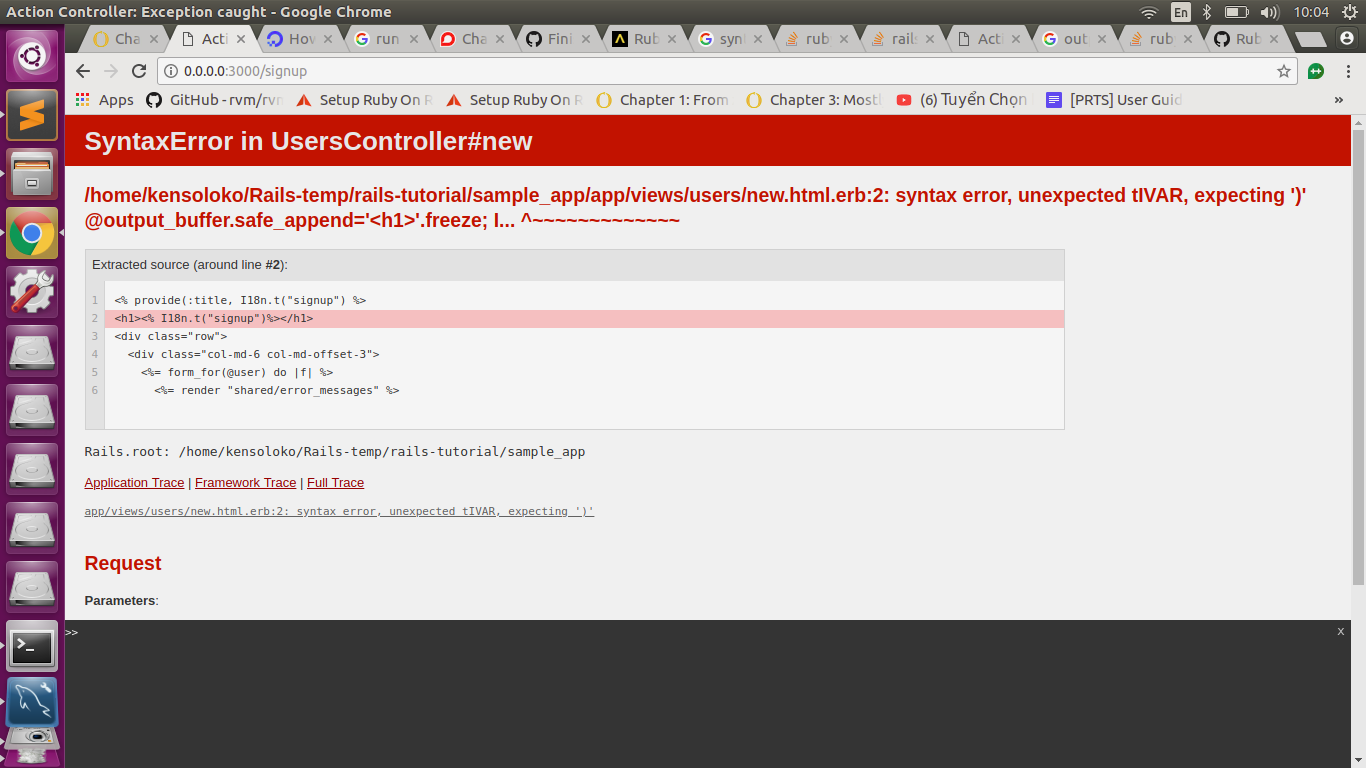 Action Controller: Exception caught - Google Chrome
En
10:04
Cha
Acti
How
run
Cha
Fini
Rub
synt
rub
rails
Acti
out
rub
Rub
0.0.0.0:3000/signup
Apps
GitHub - rvm/rvm
Setup Ruby On R
Setup Ruby On R
Chapter 1: From
Chapter 3: Mostl
(6) Tuyển Chọn
[PRTS] User Guid
»
SyntaxError in UsersController#new
/home/kensoloko/Rails-temp/rails-tutorial/sample_app/app/views/users/new.html.erb:2: syntax error, unexpected tIVAR, expecting ')'
@output_buffer.safe_append='<h1>'.freeze; I... ^~~~~~~~~~~~~~
Extracted source (around line #2):
1 <% provide(:title, I18n.t("signup") %>
2 <h1><% I18n.t("signup")%></h1>
3 <div class="row">
4 <div class="col-md-6 col-md-offset-3">
5 <%= form_for(@user) do |f| %>
6 <%= render "shared/error_messages" %>
Rails.root: /home/kensoloko/Rails-temp/rails-tutorial/sample_app
Application Trace | Framework Trace | Full Trace
app/views/users/new.html.erb:2: syntax error, unexpected tIVAR, expecting ')'
Request
Parameters:
>>
x